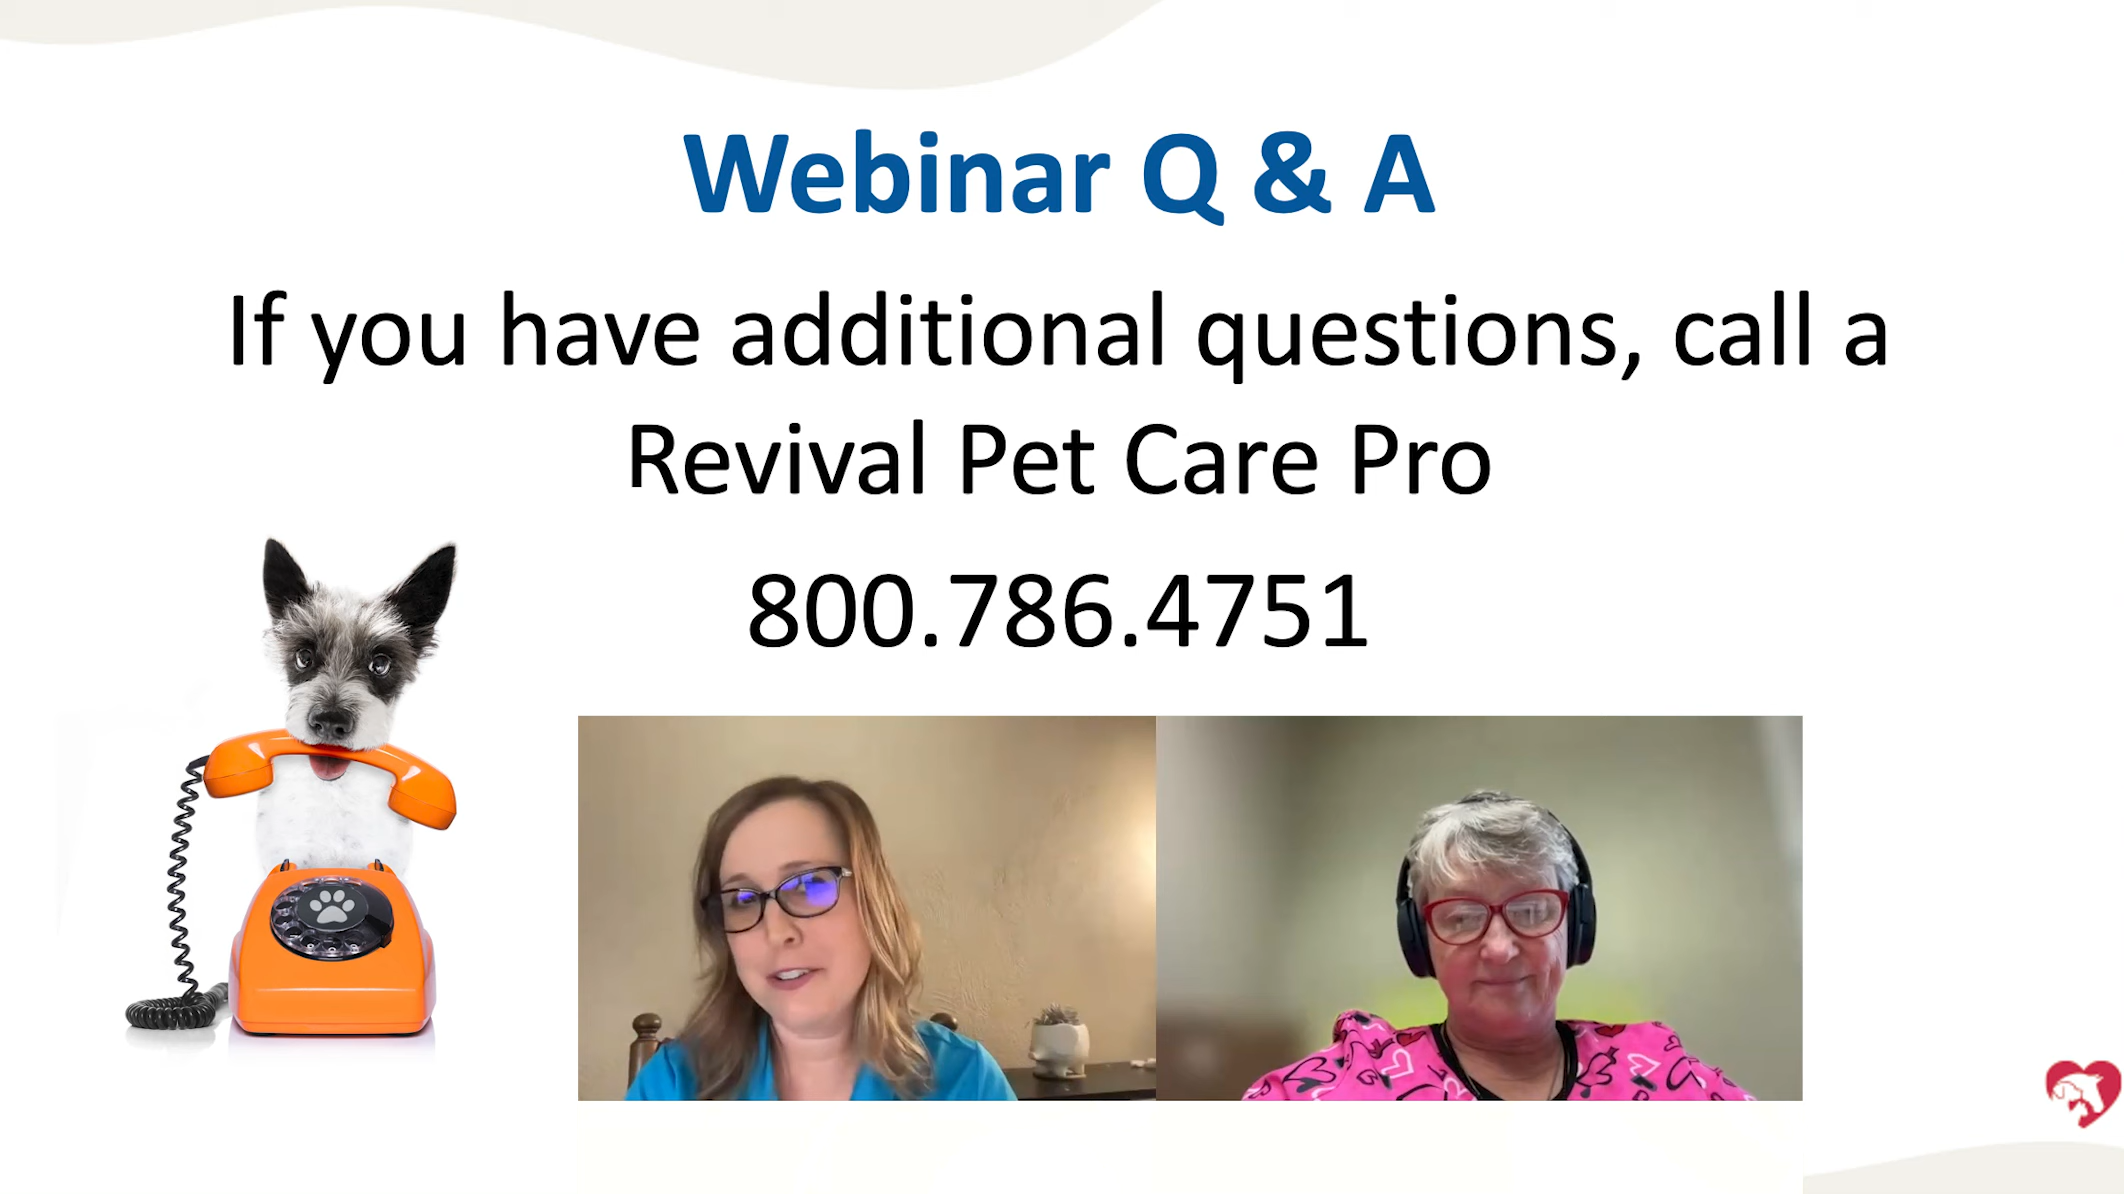 Webinar Q & A
If you have additional questions, call a
Revival Pet Care Pro
800.786.4751